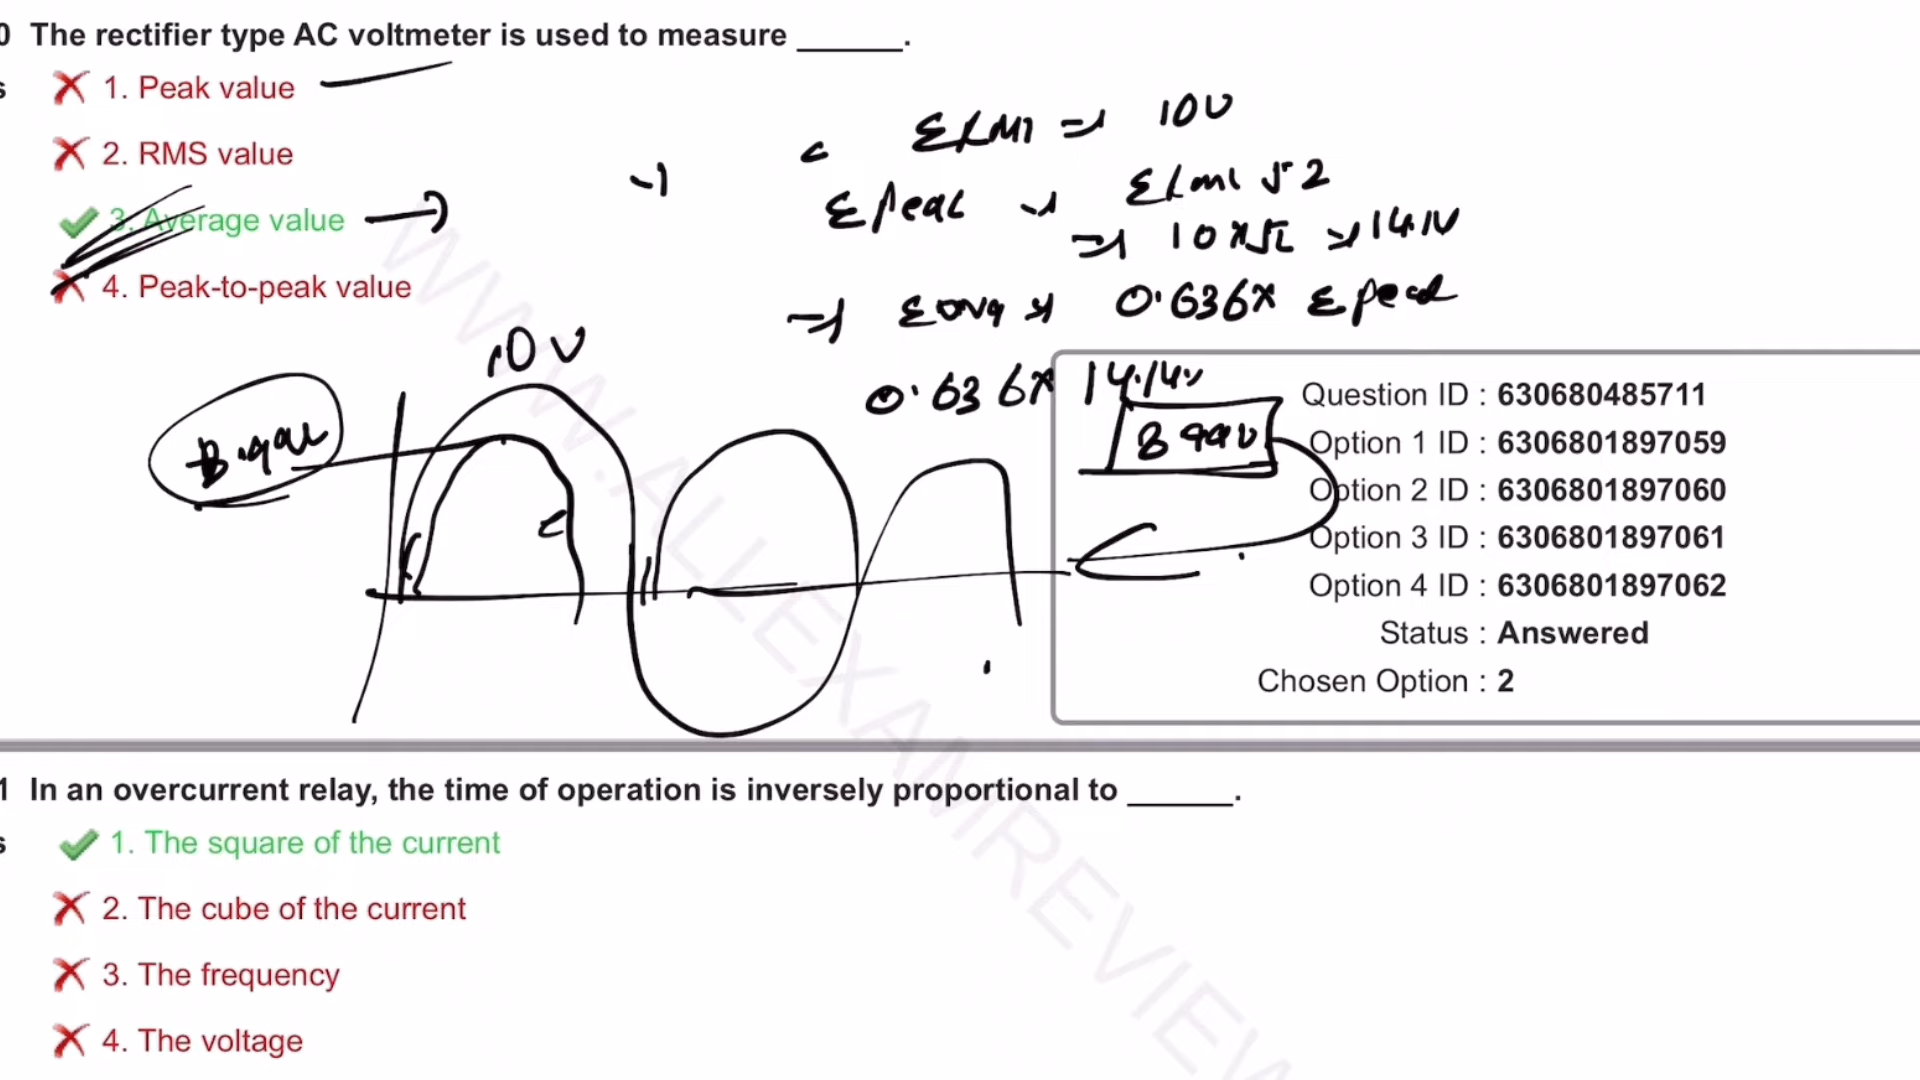 0 The rectifier type AC voltmeter is used to measure ______.
s 1. Peak value
2. RMS value
3. Average value
4. Peak-to-peak value
10V
Erms ⇒ 10V
Epeak → Erms √2
⇒ 10×√2 ⇒ 14.1V
⇒ Eavg ⇒ 0.636× Epeak
0.636× 14.14v
8.99v
8.99v
Question ID : 630680485711
Option 1 ID : 6306801897059
Option 2 ID : 6306801897060
Option 3 ID : 6306801897061
Option 4 ID : 6306801897062
Status : Answered
Chosen Option : 2
1 In an overcurrent relay, the time of operation is inversely proportional to ______.
s 1. The square of the current
2. The cube of the current
3. The frequency
4. The voltage
WWW.ALLEXAMREVIEW